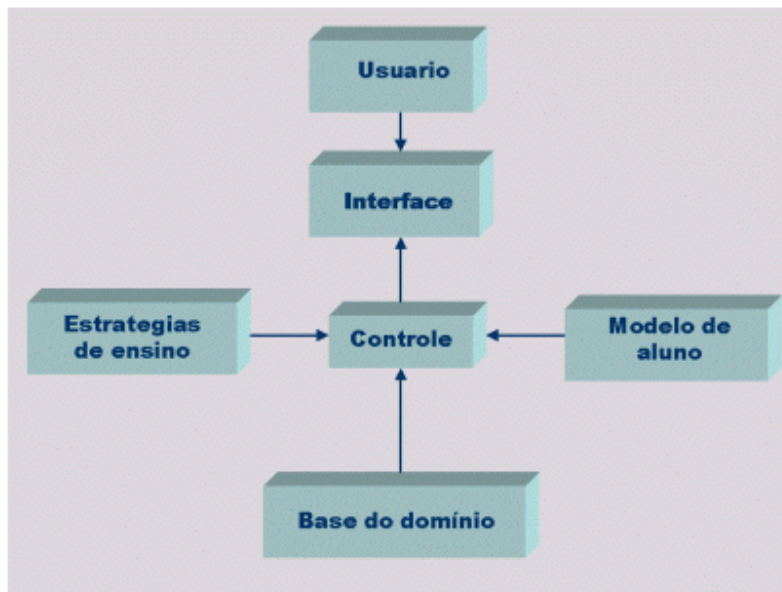 Usuario
Interface
Estrategias
de ensino
Controle
Modelo de
aluno
Base do domínio